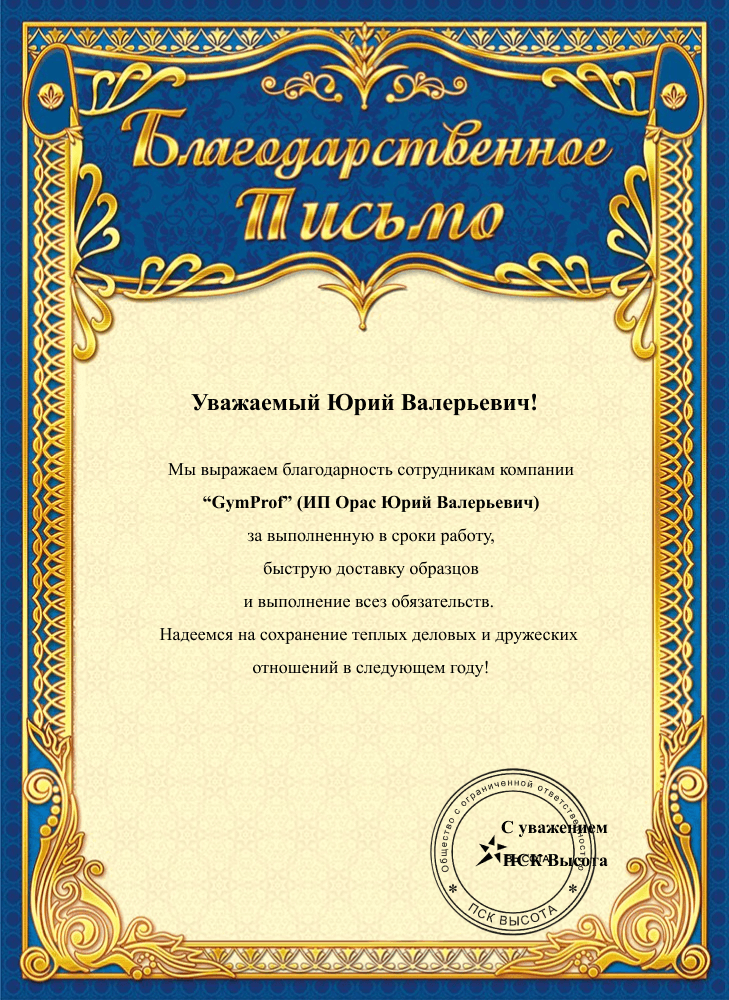 Благодарственное
Письмо
Уважаемый Юрий Валерьевич!
Мы выражаем благодарность сотрудникам компании
“GymProf” (ИП Орас Юрий Валерьевич)
за выполненную в сроки работу,
быструю доставку образцов
и выполнение всез обязательств.
Надеемся на сохранение теплых деловых и дружеских
отношений в следующем году!
Общество с ограниченной ответственностью
С уважением
ВЫСОТА
ПСК Высота
* ПСК ВЫСОТА *